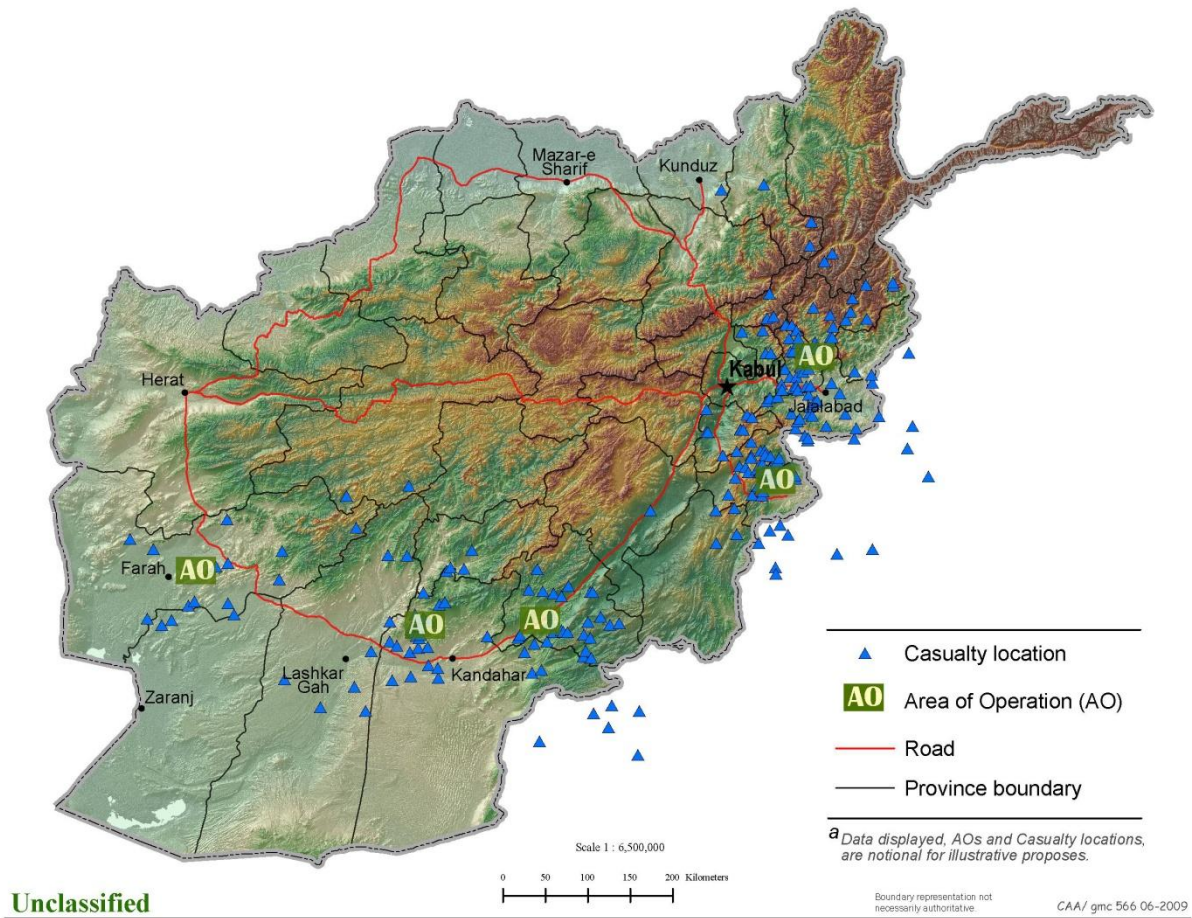 Mazar-e
Sharif
Kunduz
Herat
AO
Kabul
Jalalabad
AO
Farah
AO
AO
AO
Lashkar
Gah
Kandahar
Zaranj
Casualty location
AO Area of Operation (AO)
Road
Province boundary
a Data displayed, AOs and Casualty locations,
are notional for illustrative proposes.
Scale 1 : 6,500,000
0 50 100 150 200 Kilometers
Unclassified
Boundary representation not
necessarily authoritative.
CAA/ gmc 566 06-2009